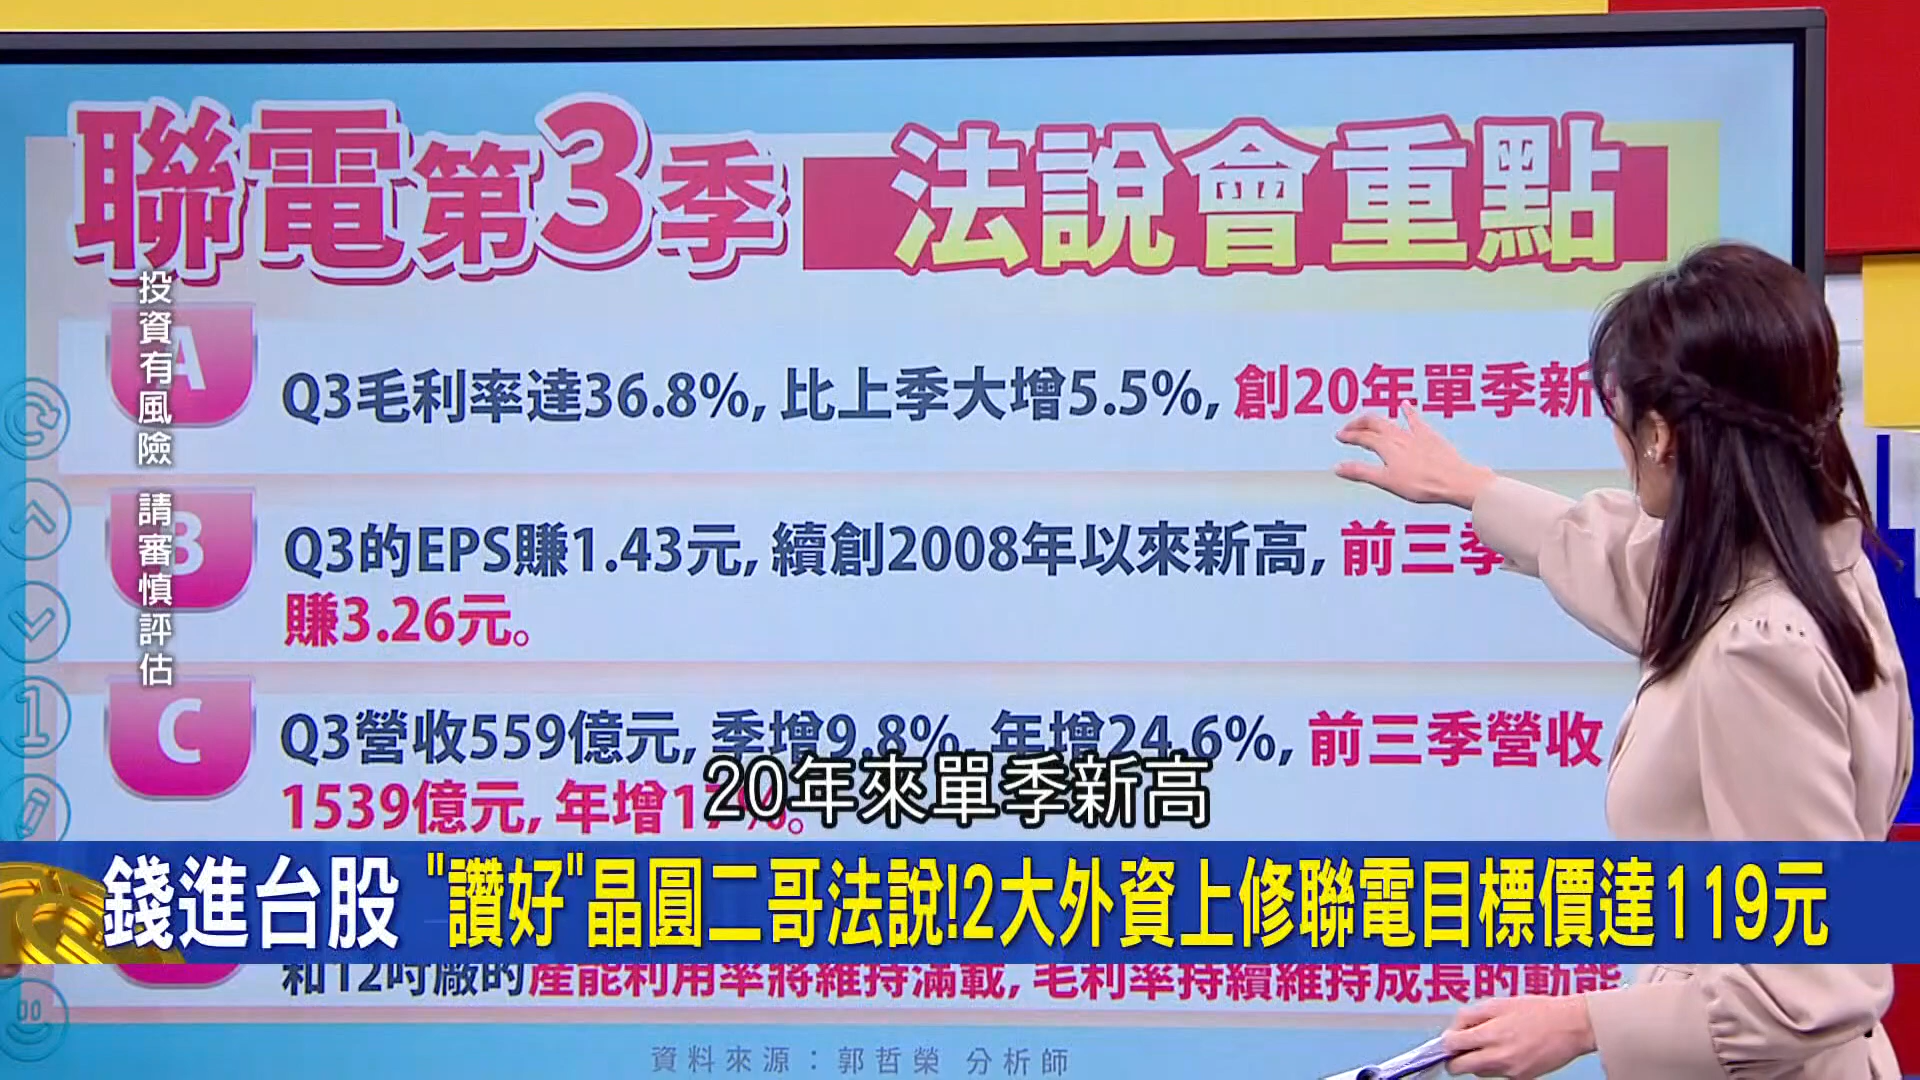 聯電第3季 法說會重點
投資有風險 請審慎評估
A
Q3毛利率達36.8%, 比上季大增5.5%, 創20年單季新
B
Q3的EPS賺1.43元, 續創2008年以來新高, 前三季
賺3.26元。
C
Q3營收559億元, 季增9.8%, 年增24.6%, 前三季營收
1539億元, 年增17%。
20年來單季新高
錢進台股 "讚好"晶圓二哥法說!2大外資上修聯電目標價達119元
和12吋廠的產能利用率將維持滿載, 毛利率持續維持成長的動能
1
資料來源：郭哲榮 分析師